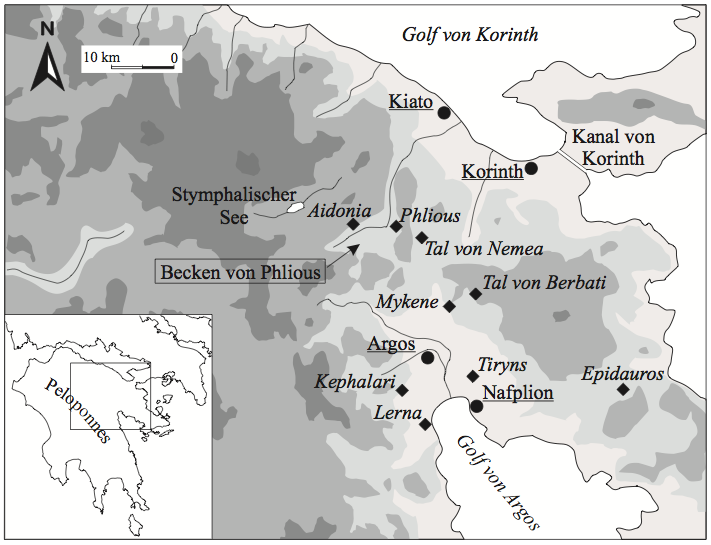 N
10 km 0
Golf von Korinth
Kiato
Kanal von
Korinth
Korinth
Stymphalischer
See
Aidonia
Phlious
Tal von Nemea
Becken von Phlious
Tal von Berbati
Mykene
Argos
Tiryns
Epidauros
Kephalari
Nafplion
Lerna
Golf von Argos
Peloponnes